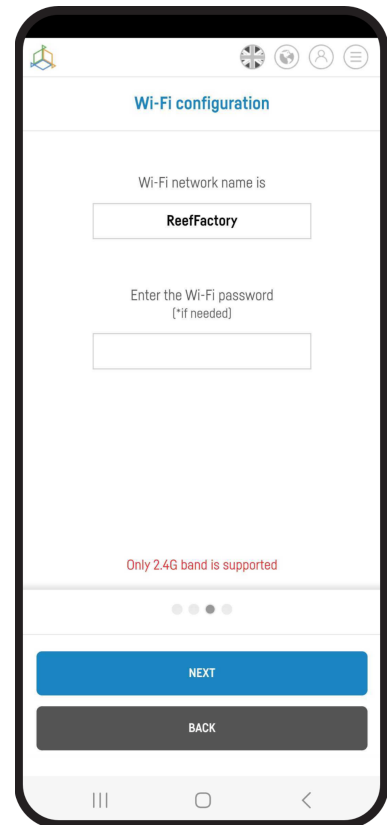 Wi-Fi configuration
Wi-Fi network name is
ReefFactory
Enter the Wi-Fi password
(*if needed)
Only 2.4G band is supported
NEXT
BACK